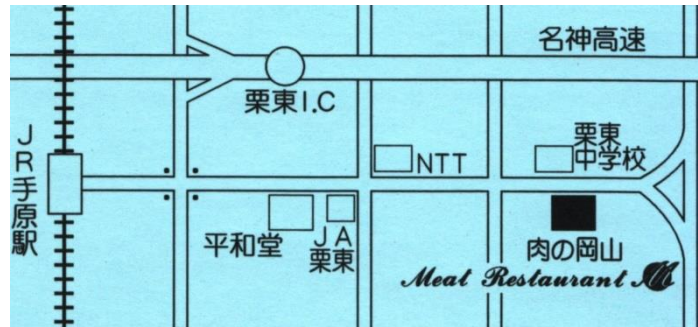 名神高速
栗東I.C
JR手原駅
NTT
栗東
中学校
平和堂
JA
栗東
肉の岡山
Meat Restaurant